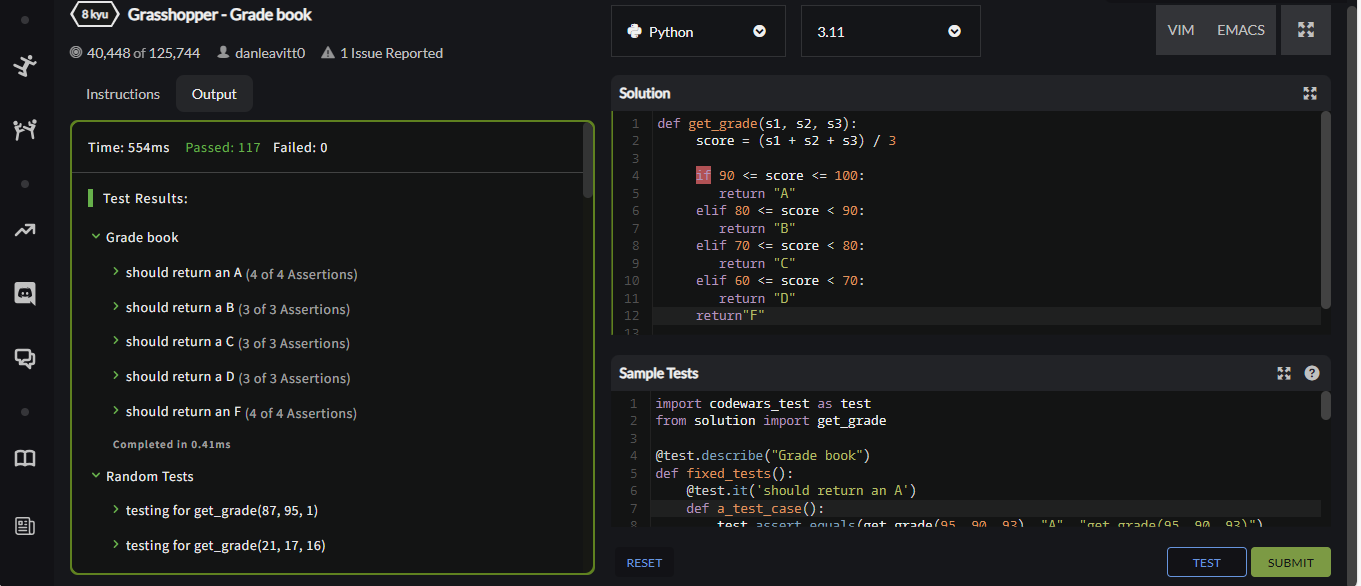 8 kyu Grasshopper - Grade book
40,448 of 125,744 danleavitt0 1 Issue Reported
Instructions Output
Time: 554ms Passed: 117 Failed: 0
Test Results:
Grade book
should return an A (4 of 4 Assertions)
should return a B (3 of 3 Assertions)
should return a C (3 of 3 Assertions)
should return a D (3 of 3 Assertions)
should return an F (4 of 4 Assertions)
Completed in 0.41ms
Random Tests
testing for get_grade(87, 95, 1)
testing for get_grade(21, 17, 16)
Python 3.11 VIM EMACS
Solution
1 def get_grade(s1, s2, s3):
2 score = (s1 + s2 + s3) / 3
3
4 if 90 <= score <= 100:
5 return "A"
6 elif 80 <= score < 90:
7 return "B"
8 elif 70 <= score < 80:
9 return "C"
10 elif 60 <= score < 70:
11 return "D"
12 return"F"
13
Sample Tests ?
1 import codewars_test as test
2 from solution import get_grade
3
4 @test.describe("Grade book")
5 def fixed_tests():
6 @test.it('should return an A')
7 def a_test_case():
8 test.assert_equals(get_grade(95, 90, 93), "A", "get_grade(95, 90, 93)")
RESET TEST SUBMIT